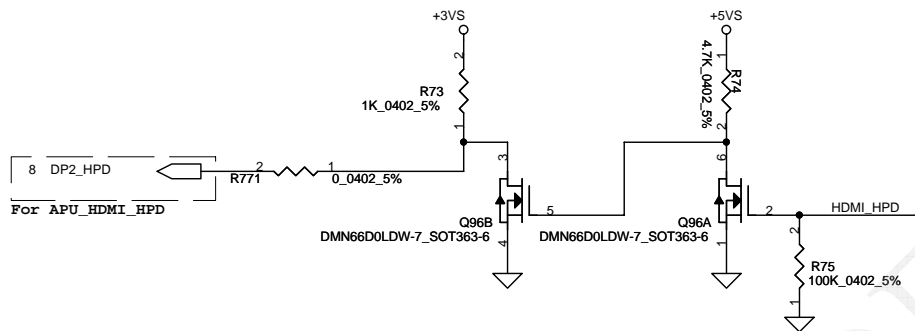 +3VS
+5VS
2
1
R73
1K_0402_5%
4.7K_0402_5%
R74
1
2
8 DP2_HPD
2
1
R771
0_0402_5%
For APU_HDMI_HPD
3
6
5
2
HDMI_HPD
Q96B
DMN66D0LDW-7_SOT363-6
4
Q96A
DMN66D0LDW-7_SOT363-6
1
2
R75
100K_0402_5%
1